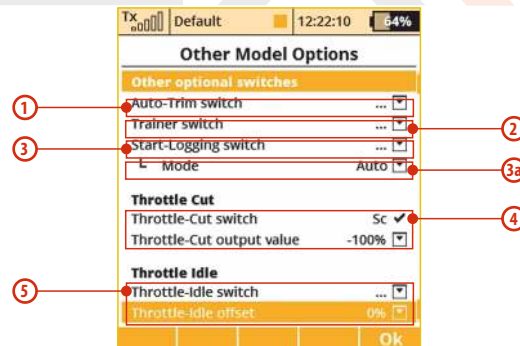 Tx Default 12:22:10 64%
Other Model Options
Other optional switches
1 Auto-Trim switch ...
Trainer switch ... 2
3 Start-Logging switch ...
Mode Auto 3a
Throttle Cut
Throttle-Cut switch Sc ✔ 4
Throttle-Cut output value -100%
Throttle Idle
5 Throttle-Idle switch ...
Throttle-Idle offset 0%
Ok